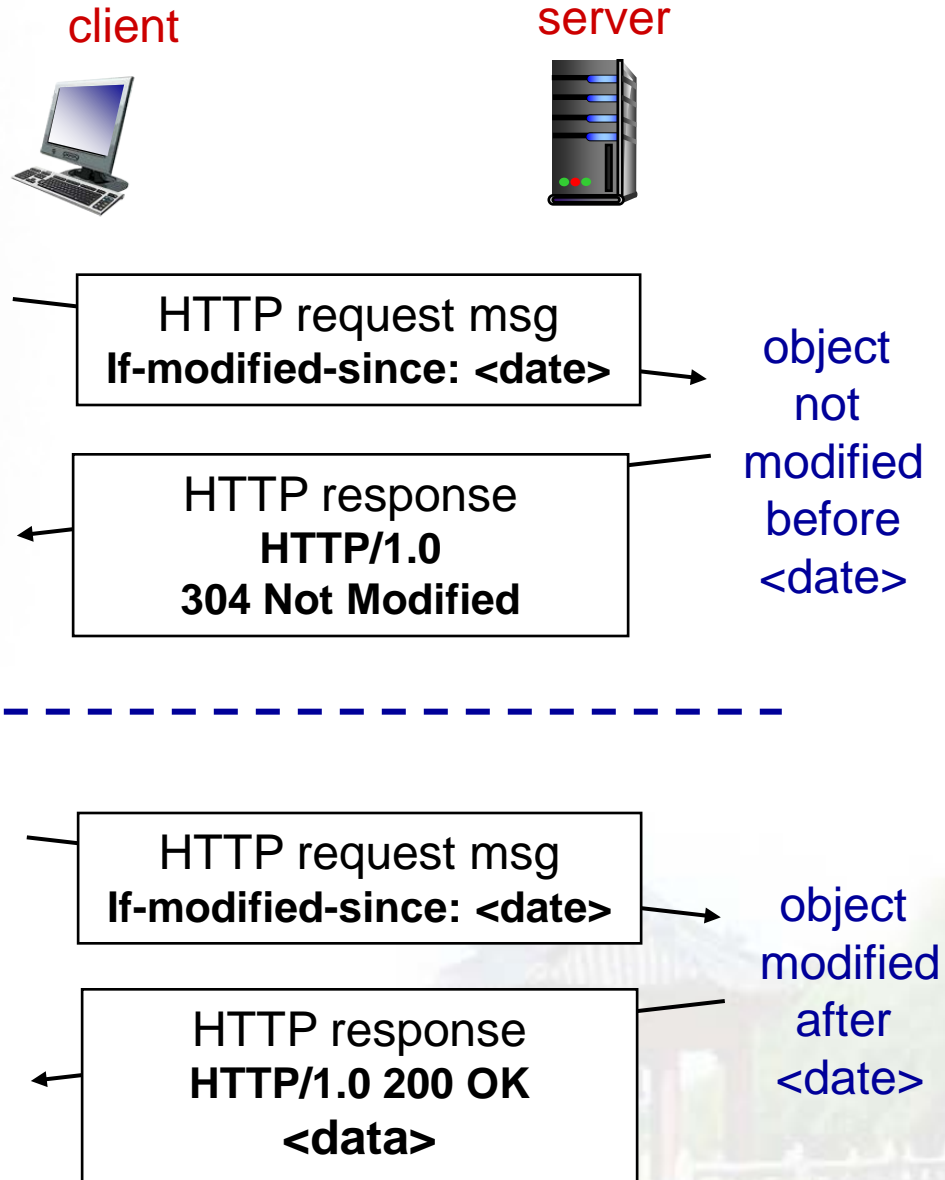 client
server
HTTP request msg
If-modified-since: <date>
object
not
modified
before
<date>
HTTP response
HTTP/1.0
304 Not Modified
HTTP request msg
If-modified-since: <date>
object
modified
after
<date>
HTTP response
HTTP/1.0 200 OK
<data>